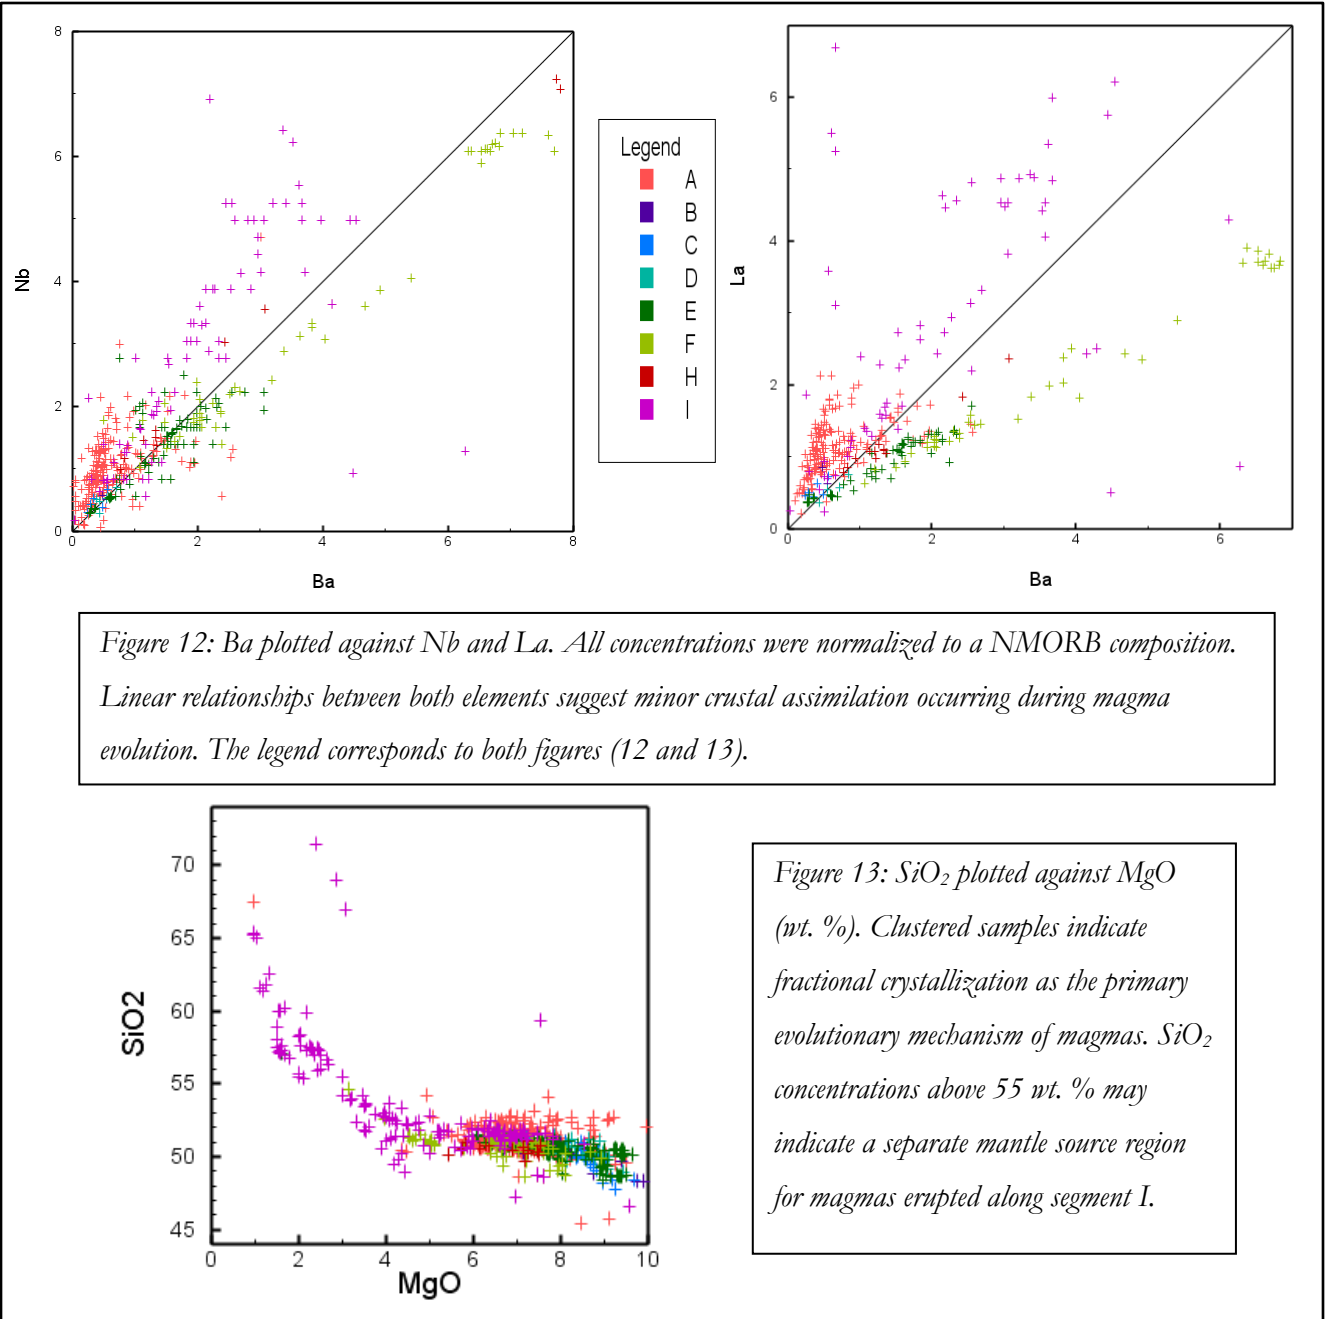 8
6
4
2
0
Nb
0
2
4
6
8
Ba
Legend
A
B
C
D
E
F
H
I
6
4
2
0
La
0
2
4
6
Ba
Figure 12: Ba plotted against Nb and La. All concentrations were normalized to a NMORB composition.
Linear relationships between both elements suggest minor crustal assimilation occurring during magma
evolution. The legend corresponds to both figures (12 and 13).
70
65
60
55
50
45
SiO2
0
2
4
6
8
10
MgO
Figure 13: SiO₂ plotted against MgO
(wt. %). Clustered samples indicate
fractional crystallization as the primary
evolutionary mechanism of magmas. SiO₂
concentrations above 55 wt. % may
indicate a separate mantle source region
for magmas erupted along segment I.